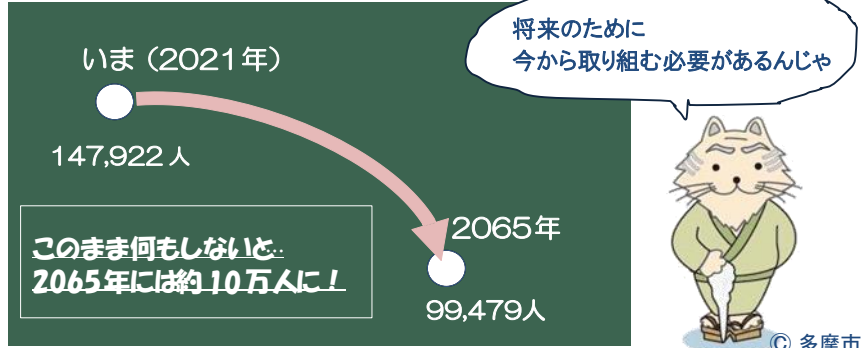 将来のために
今から取り組む必要があるんじゃ
いま（2021年）
147,922人
2065年
99,479人
このまま何もしないと‥
2065年には約10万人に！
© 多摩市